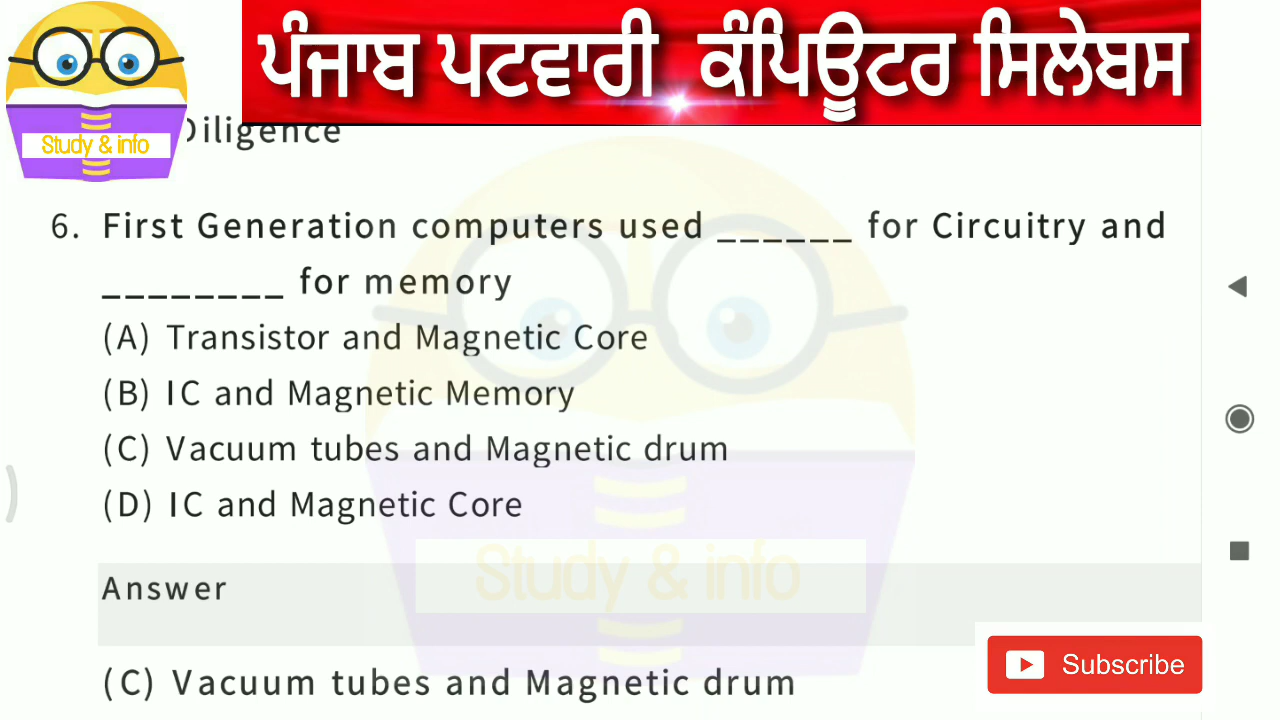 ਪੰਜਾਬ ਪਟਵਾਰੀ ਕੰਪਿਊਟਰ ਸਿਲੇਬਸ
Study & info
Diligence
6. First Generation computers used ______ for Circuitry and
________ for memory
(A) Transistor and Magnetic Core
(B) IC and Magnetic Memory
(C) Vacuum tubes and Magnetic drum
(D) IC and Magnetic Core
Study & info
Answer
Subscribe
(C) Vacuum tubes and Magnetic drum